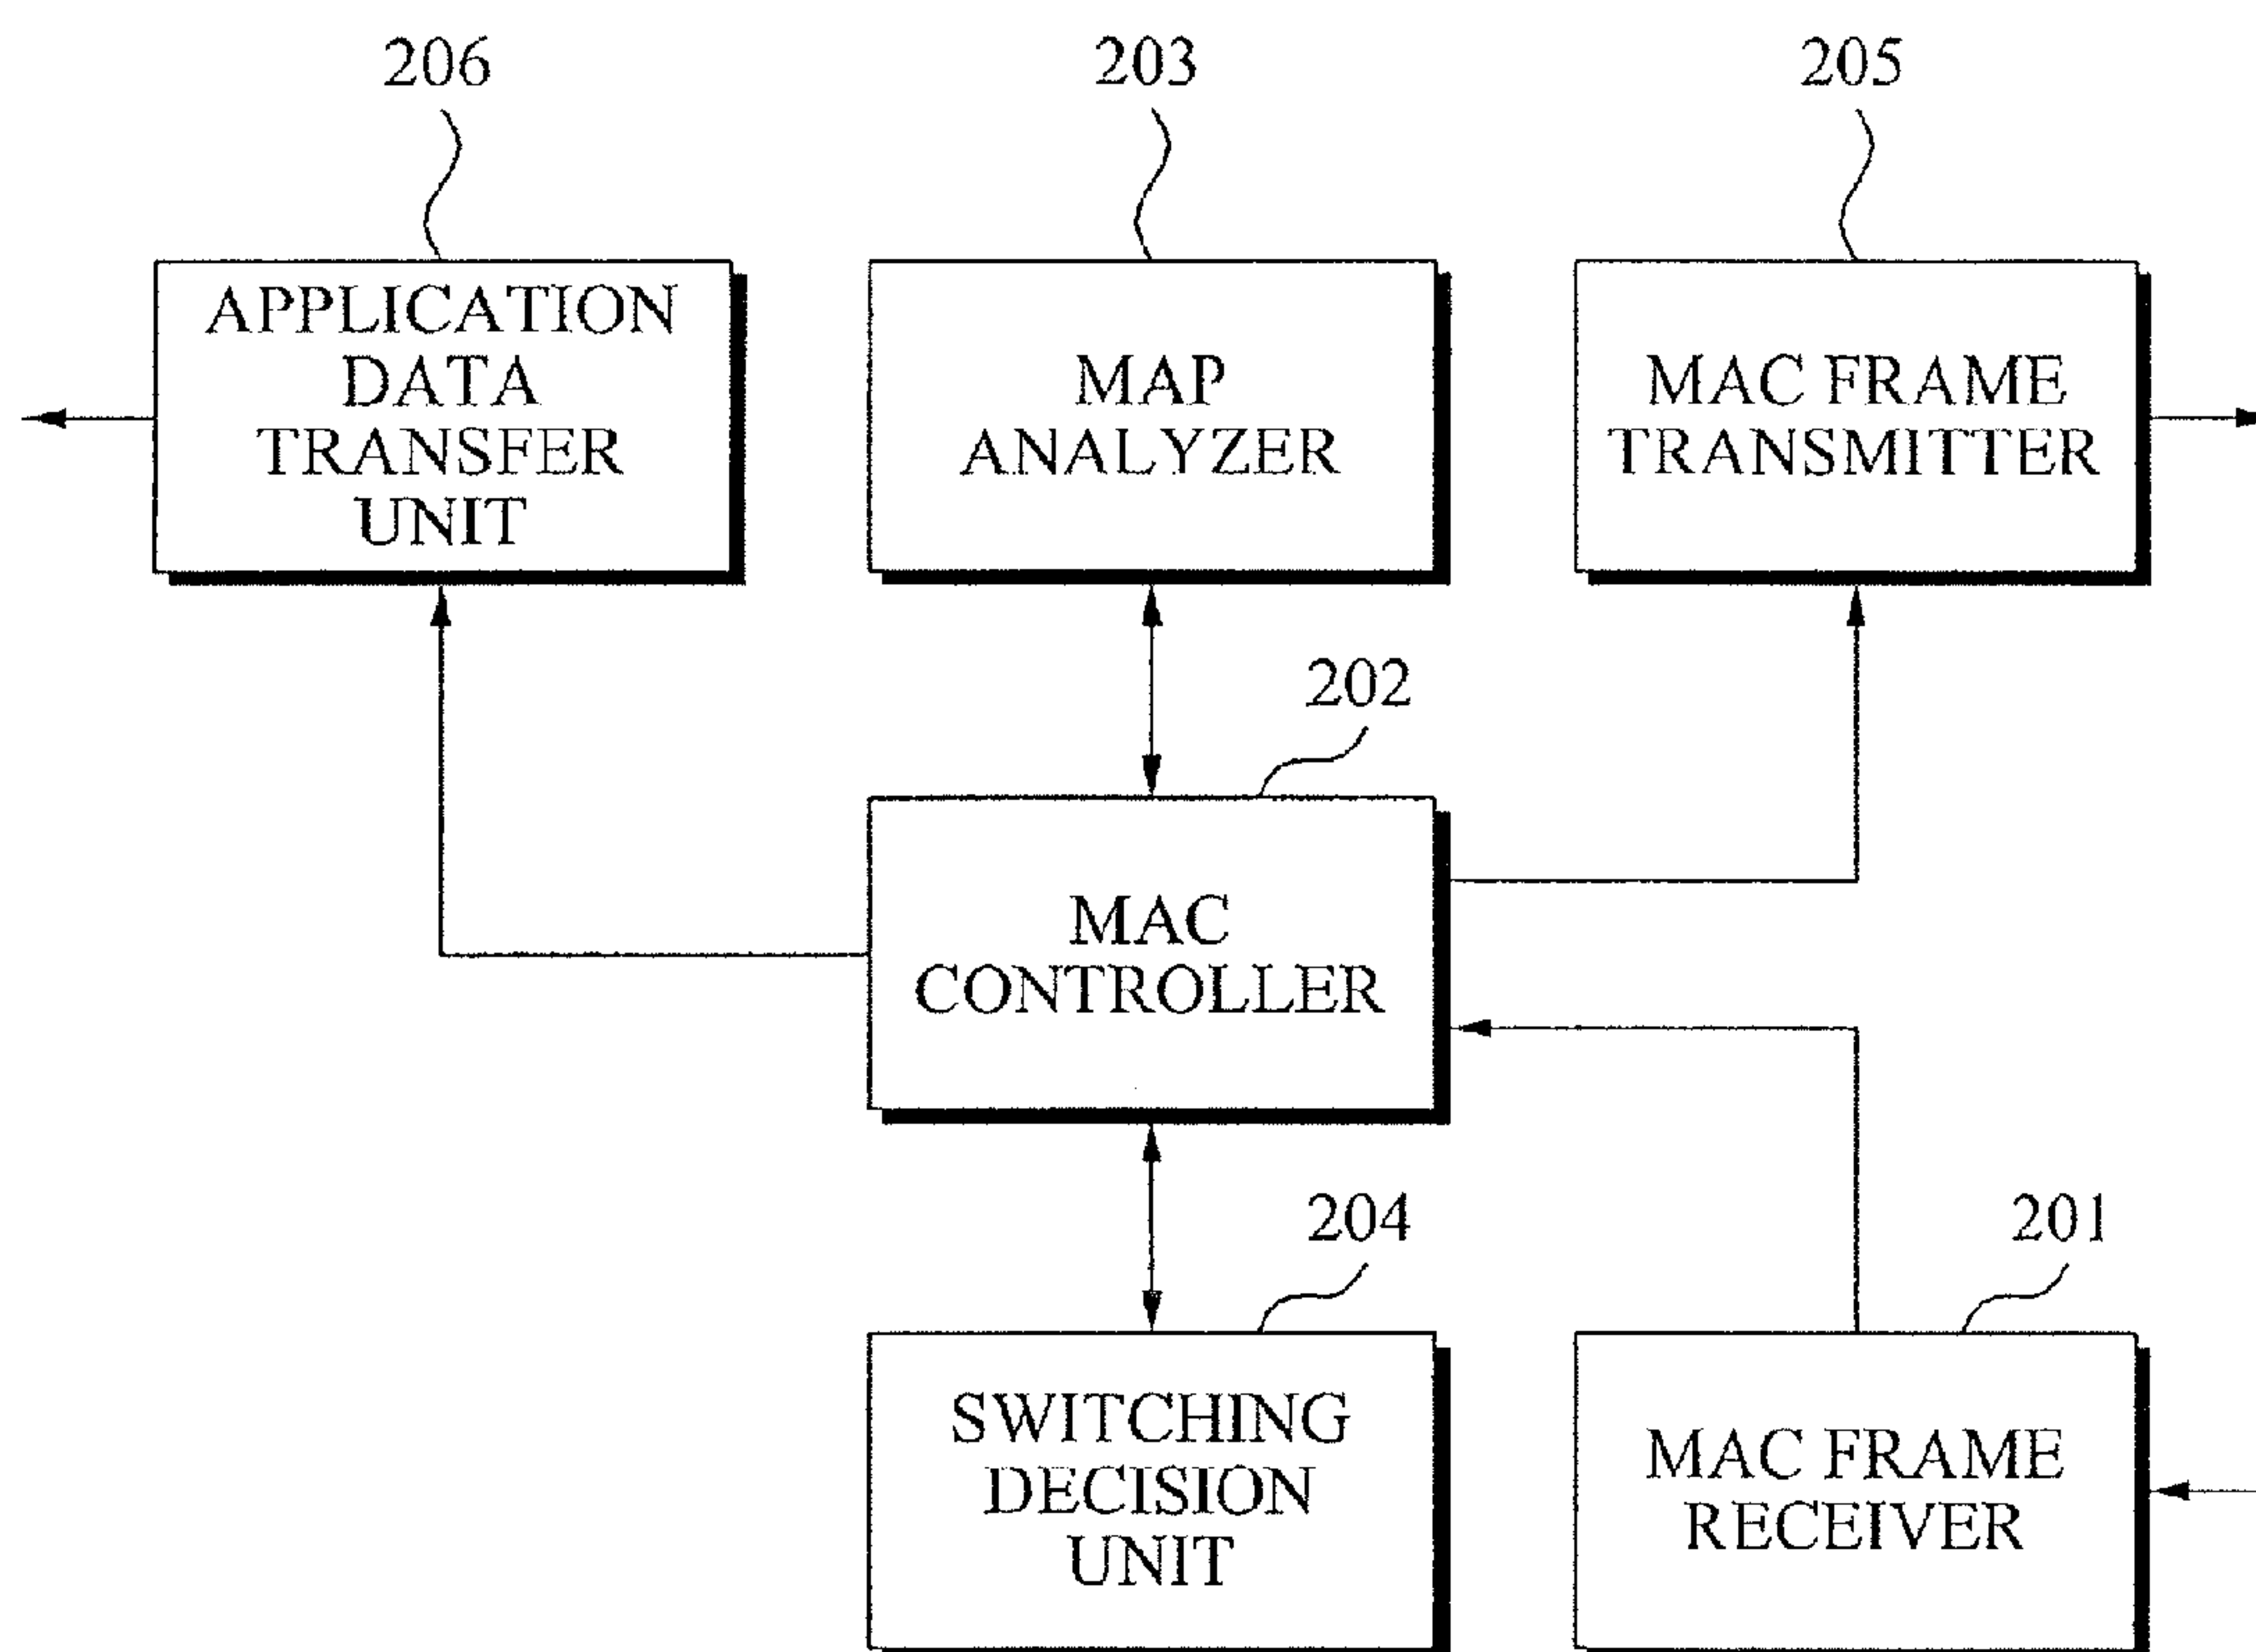 206
203
205
APPLICATION
DATA
TRANSFER
UNIT
MAP
ANALYZER
MAC FRAME
TRANSMITTER
202
MAC
CONTROLLER
204
201
SWITCHING
DECISION
UNIT
MAC FRAME
RECEIVER